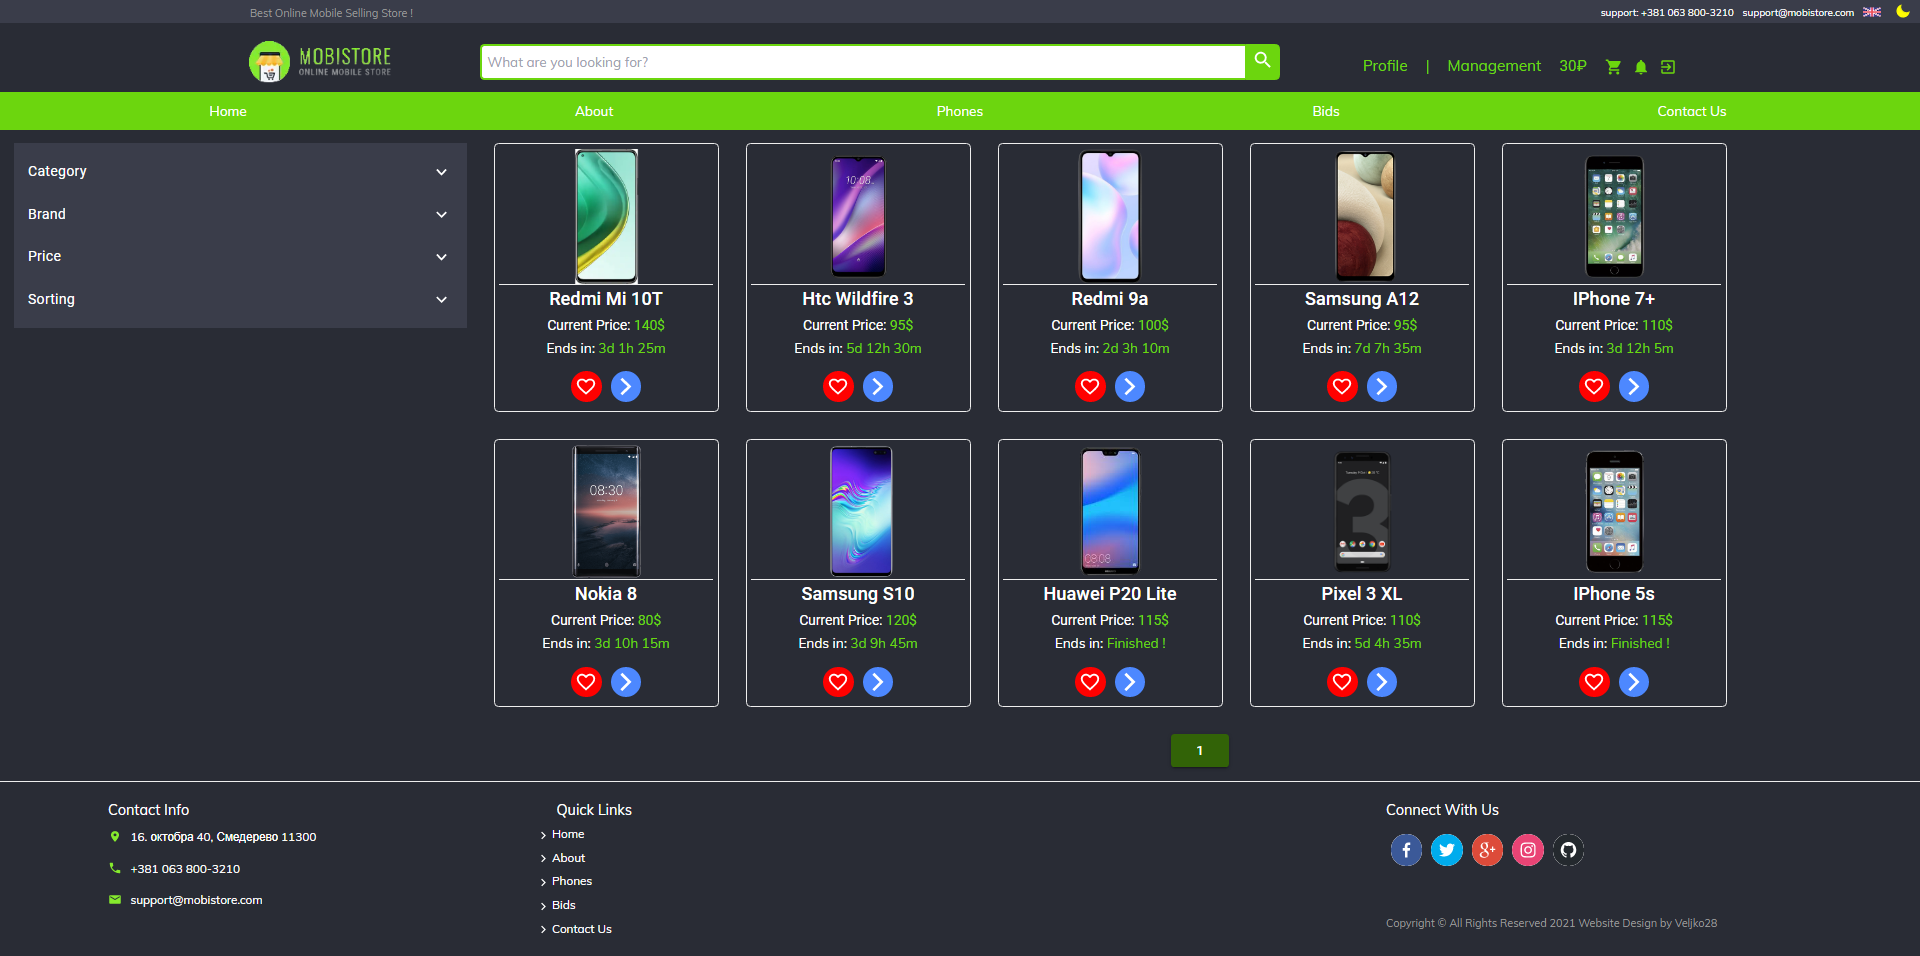 Best Online Mobile Selling Store !
support: +381 063 800-3210 support@mobistore.com
MOBISTORE
ONLINE MOBILE STORE
What are you looking for?
Profile | Management 30₽
Home About Phones Bids Contact Us
Category
Brand
Price
Sorting
10:08
Redmi Mi 10T
Current Price: 140$
Ends in: 3d 1h 25m
Htc Wildfire 3
Current Price: 95$
Ends in: 5d 12h 30m
Redmi 9a
Current Price: 100$
Ends in: 2d 3h 10m
Samsung A12
Current Price: 95$
Ends in: 7d 7h 35m
IPhone 7+
Current Price: 110$
Ends in: 3d 12h 5m
08:30
Nokia 8
Current Price: 80$
Ends in: 3d 10h 15m
Samsung S10
Current Price: 120$
Ends in: 3d 9h 45m
08:08
Huawei P20 Lite
Current Price: 115$
Ends in: Finished !
3
Pixel 3 XL
Current Price: 110$
Ends in: 5d 4h 35m
IPhone 5s
Current Price: 115$
Ends in: Finished !
1
Contact Info
16. октобра 40, Смедерево 11300
+381 063 800-3210
support@mobistore.com
Quick Links
Home
About
Phones
Bids
Contact Us
Connect With Us
Copyright © All Rights Reserved 2021 Website Design by Veljko28